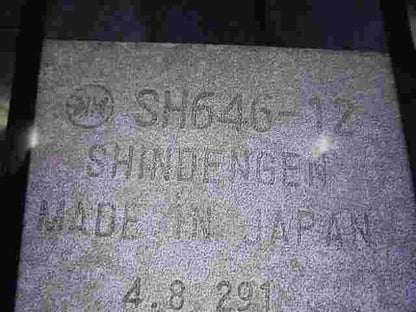 SH646-12
SHINDENGEN
MADE IN JAPAN
4.8 291